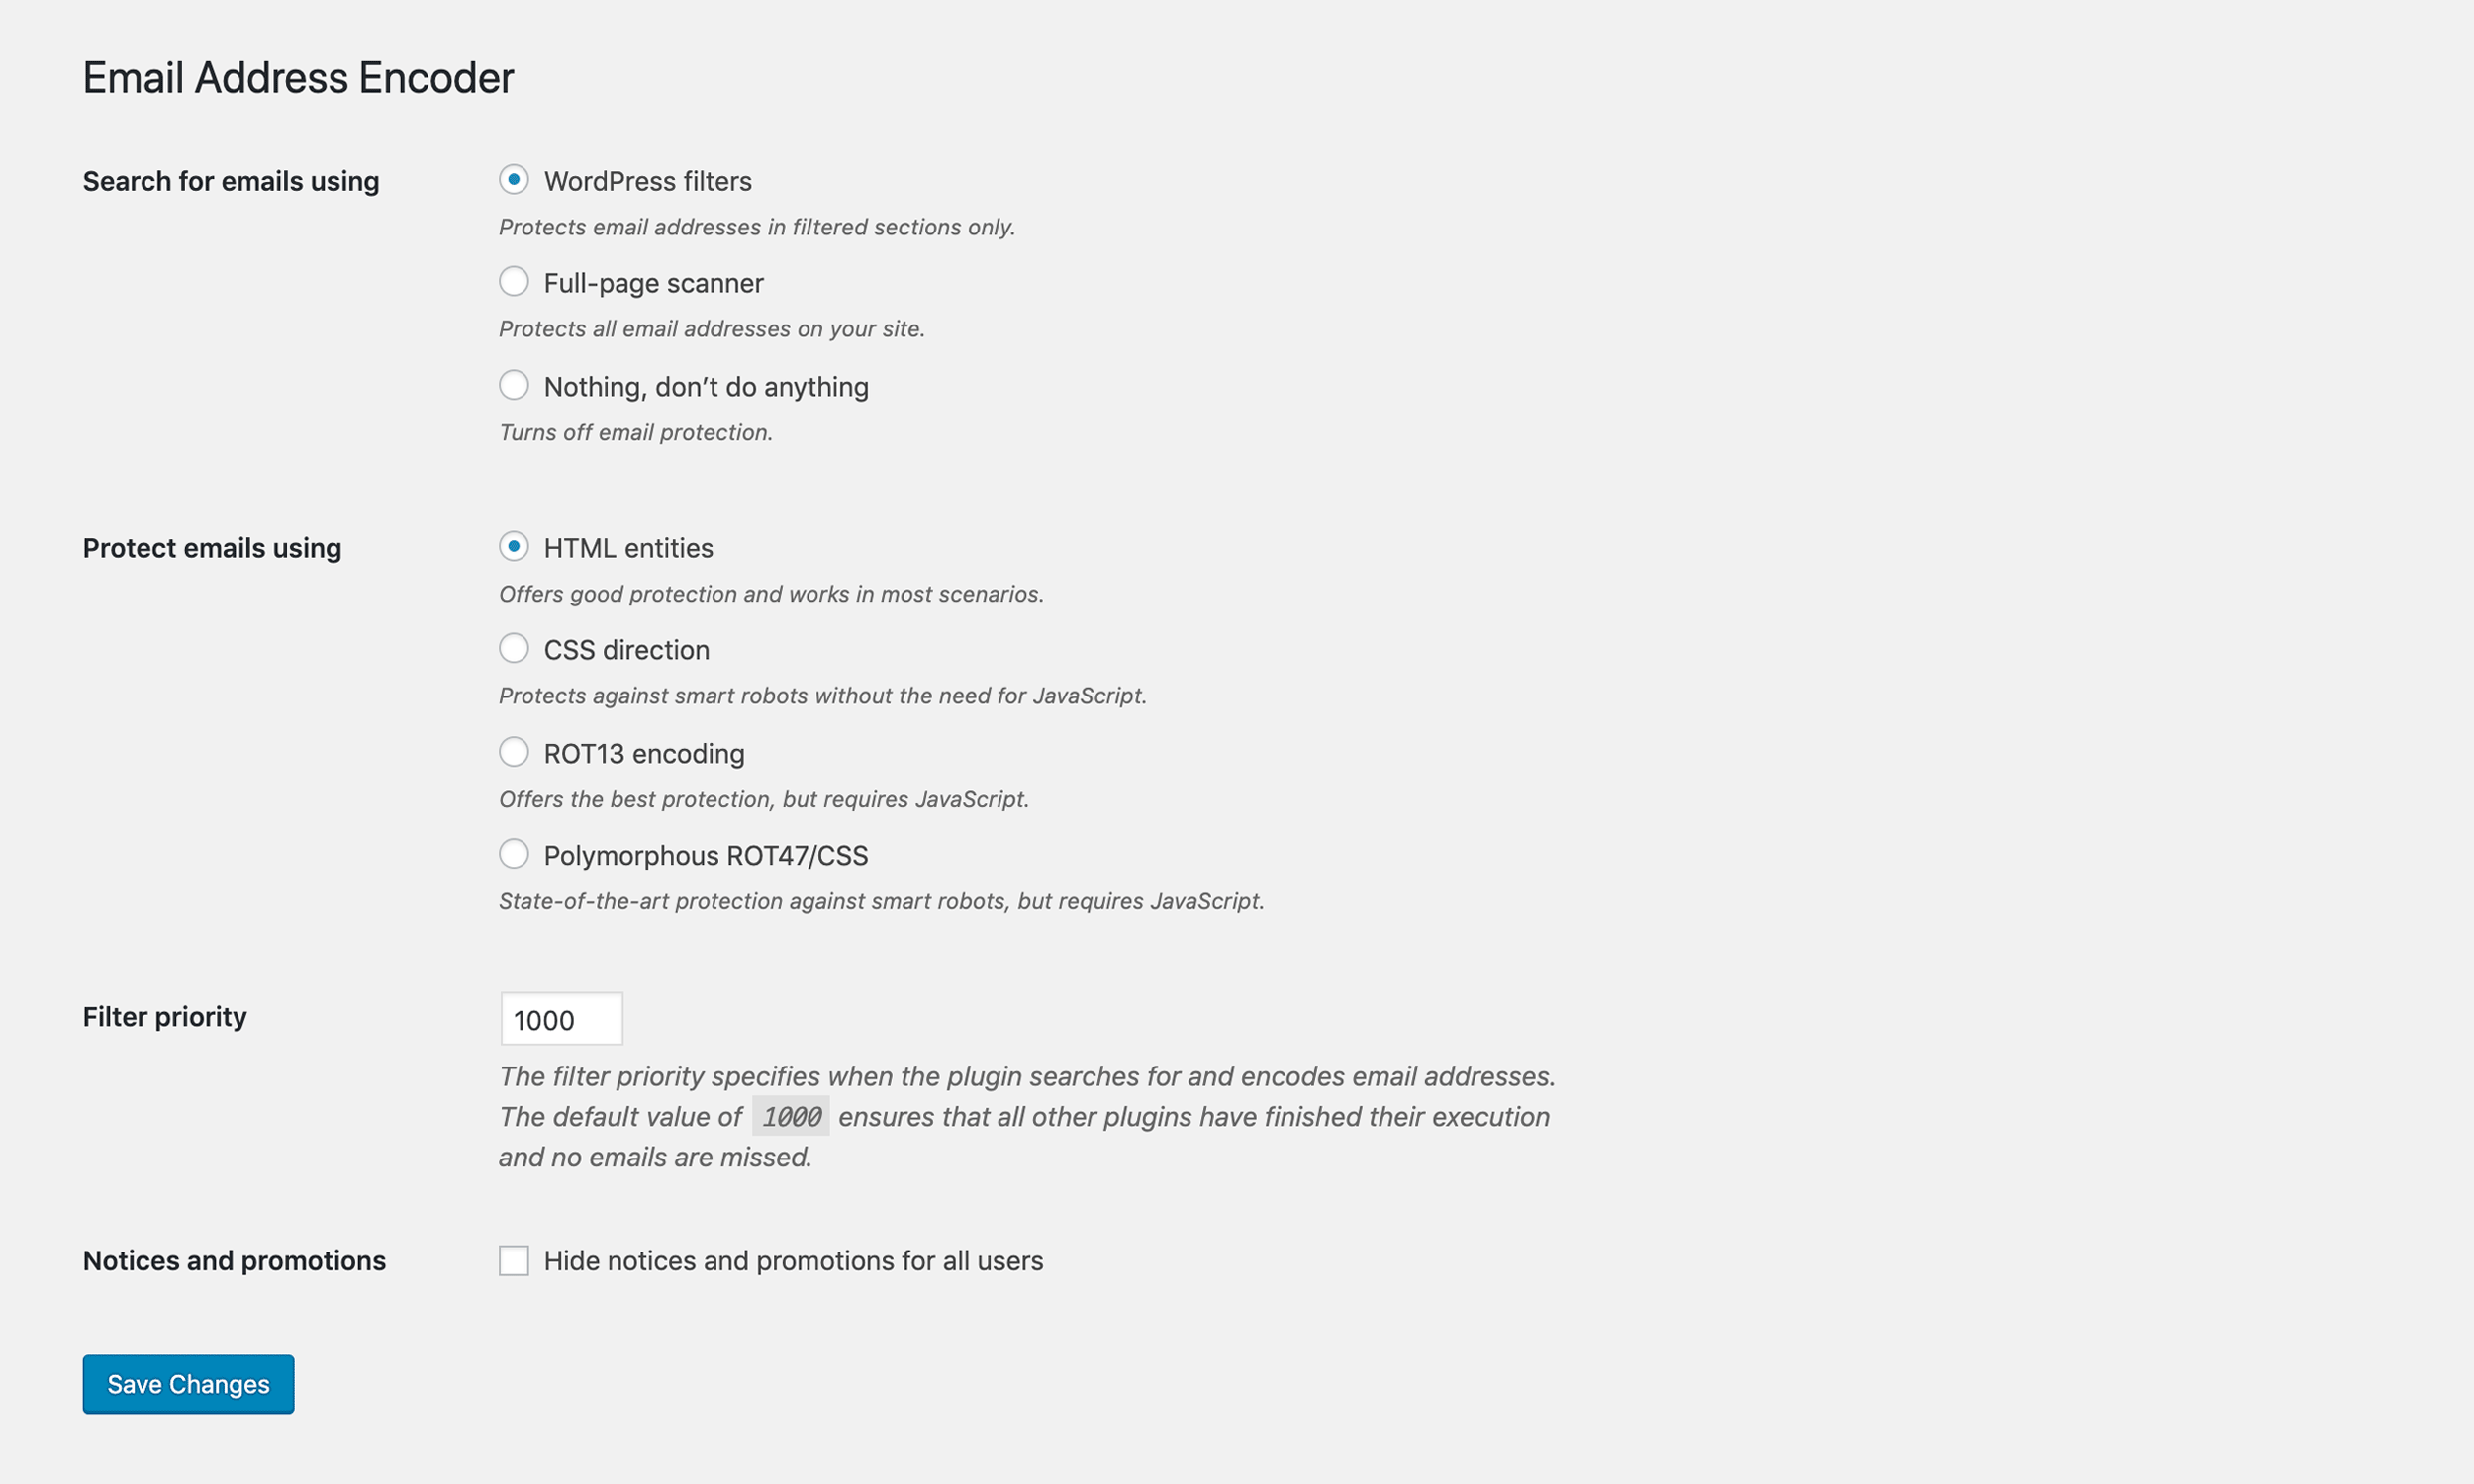 Email Address Encoder
Search for emails using
WordPress filters
Protects email addresses in filtered sections only.
Full-page scanner
Protects all email addresses on your site.
Nothing, don’t do anything
Turns off email protection.
Protect emails using
HTML entities
Offers good protection and works in most scenarios.
CSS direction
Protects against smart robots without the need for JavaScript.
ROT13 encoding
Offers the best protection, but requires JavaScript.
Polymorphous ROT47/CSS
State-of-the-art protection against smart robots, but requires JavaScript.
Filter priority
1000
The filter priority specifies when the plugin searches for and encodes email addresses.
The default value of 1000 ensures that all other plugins have finished their execution
and no emails are missed.
Notices and promotions
Hide notices and promotions for all users
Save Changes